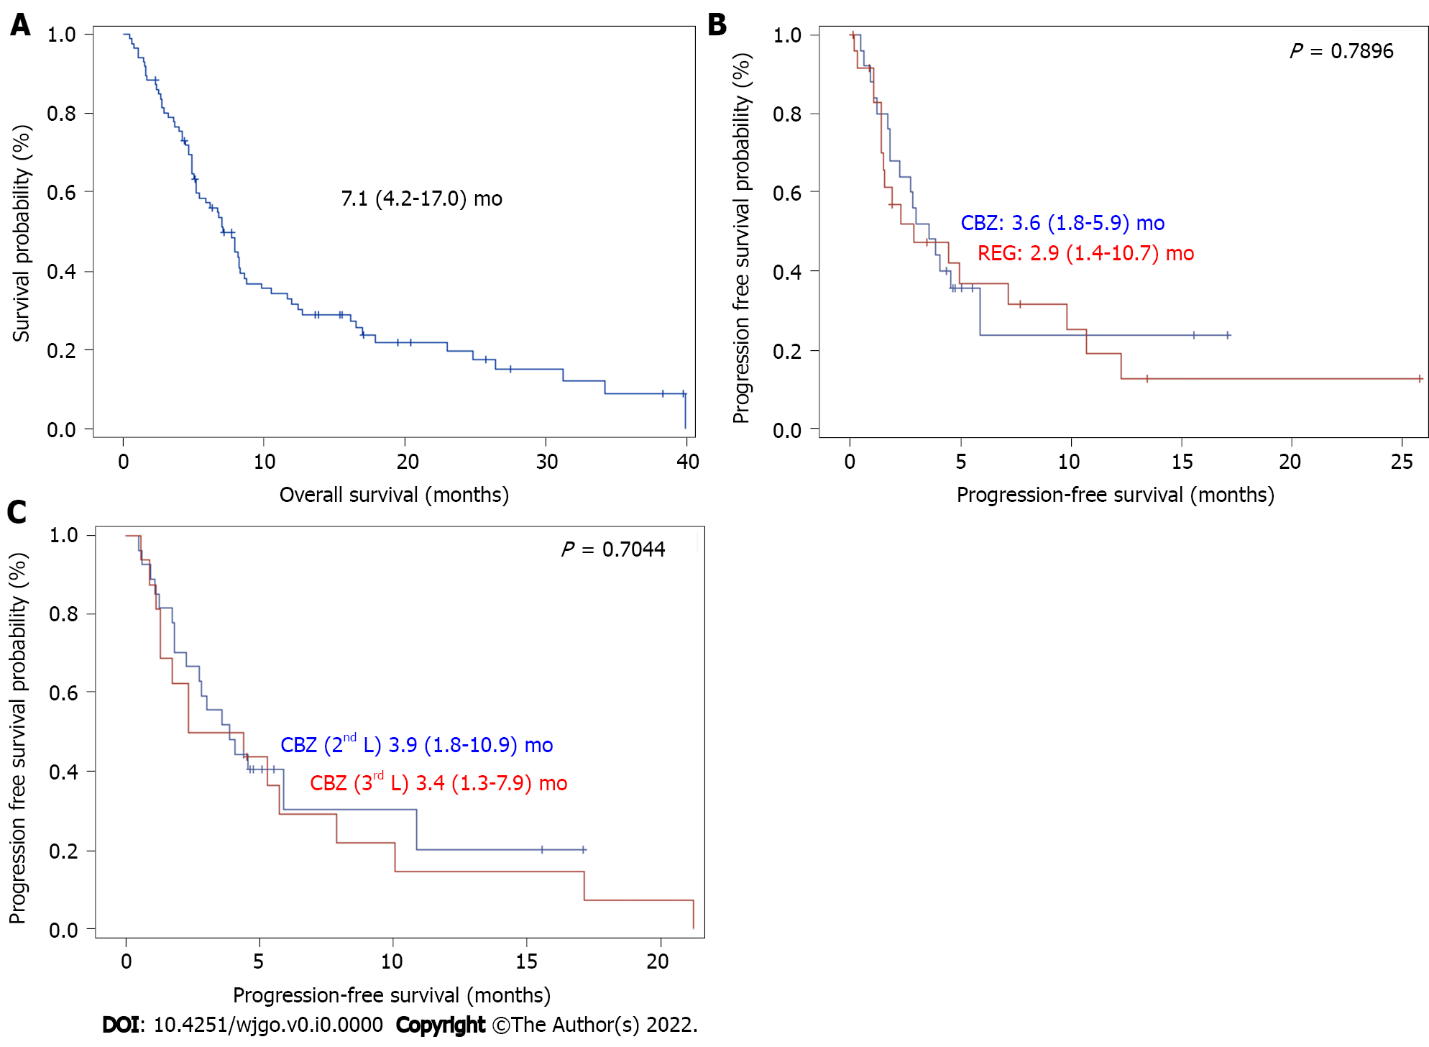 A
1.0
0.8
0.6
0.4
0.2
0.0
Survival probability (%)
7.1 (4.2-17.0) mo
0 10 20 30 40
Overall survival (months)
B
1.0
0.8
0.6
0.4
0.2
0.0
Progression free survival probability (%)
P = 0.7896
CBZ: 3.6 (1.8-5.9) mo
REG: 2.9 (1.4-10.7) mo
0 5 10 15 20 25
Progression-free survival (months)
C
1.0
0.8
0.6
0.4
0.2
0.0
Progression free survival probability (%)
P = 0.7044
CBZ (2nd L) 3.9 (1.8-10.9) mo
CBZ (3rd L) 3.4 (1.3-7.9) mo
0 5 10 15 20
Progression-free survival (months)
DOI: 10.4251/wjgo.v0.i0.0000 Copyright ©The Author(s) 2022.